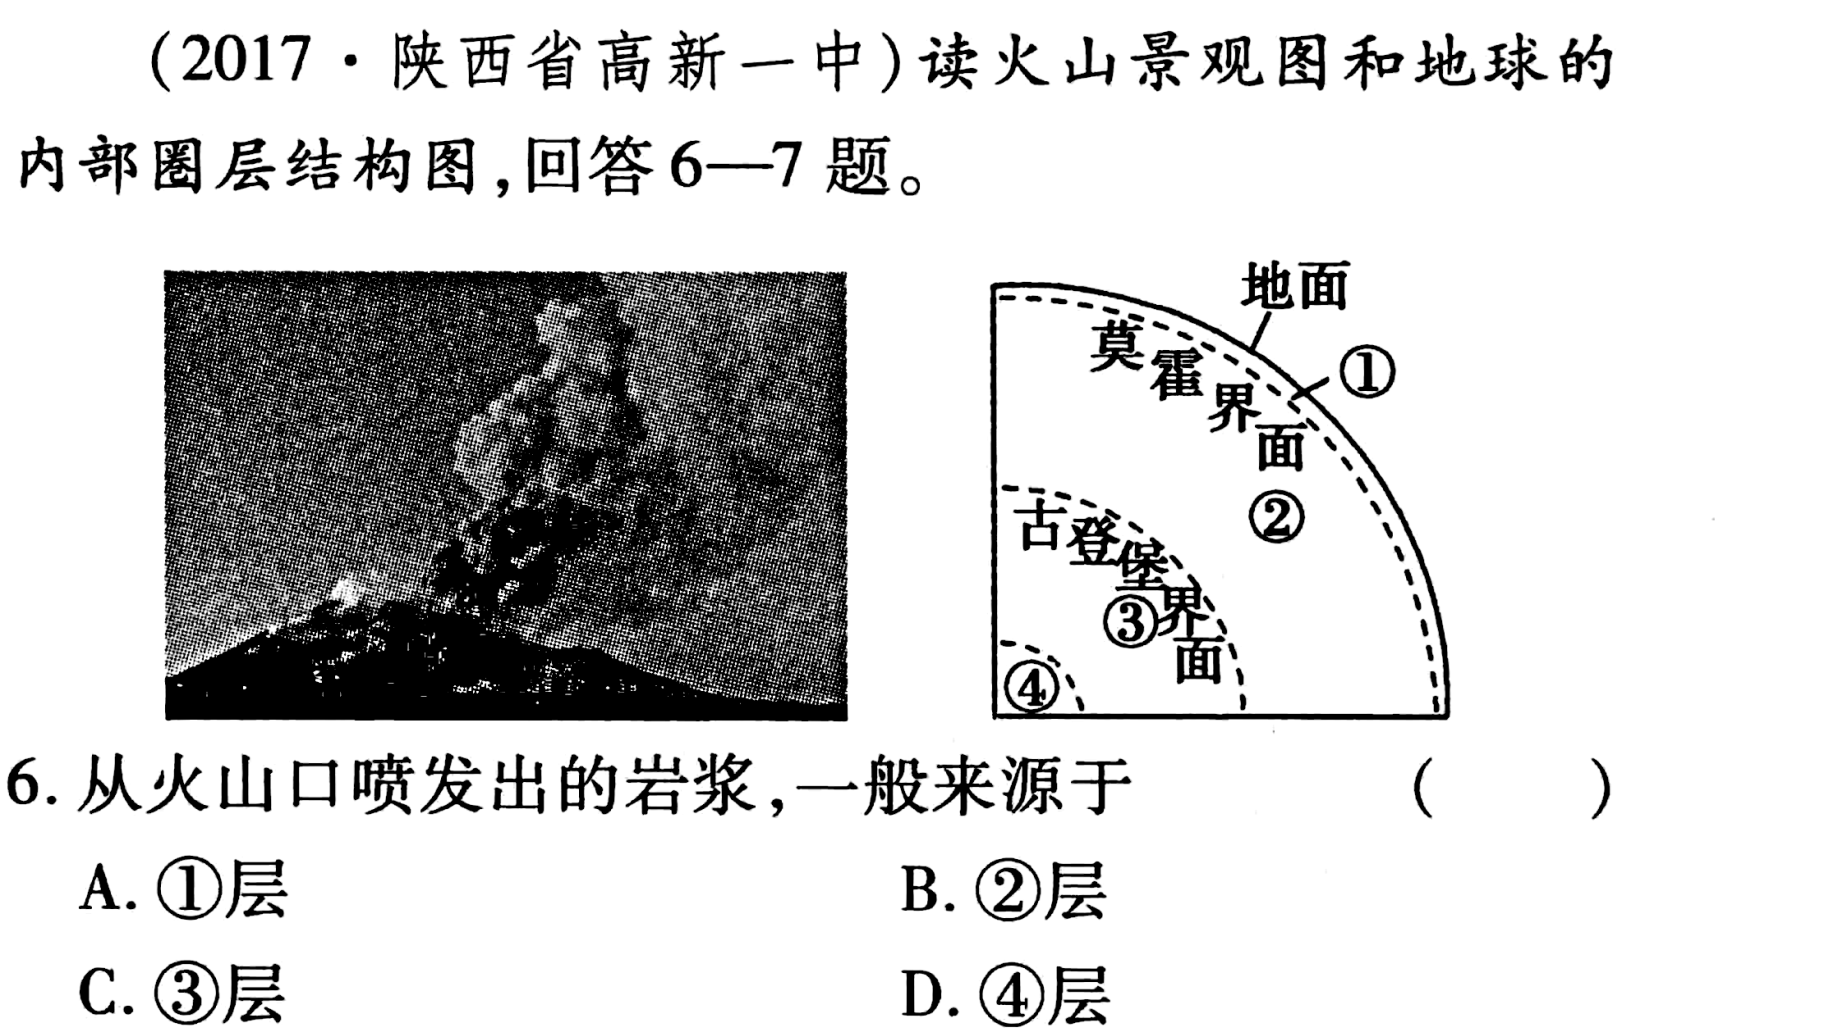 (2017·陕西省高新一中)读火山景观图和地球的
内部圈层结构图,回答6—7题。
地面
①
莫霍界面
②
古登堡界面
③
④
6.从火山口喷发出的岩浆,一般来源于 ( )
A.①层 B.②层
C.③层 D.④层